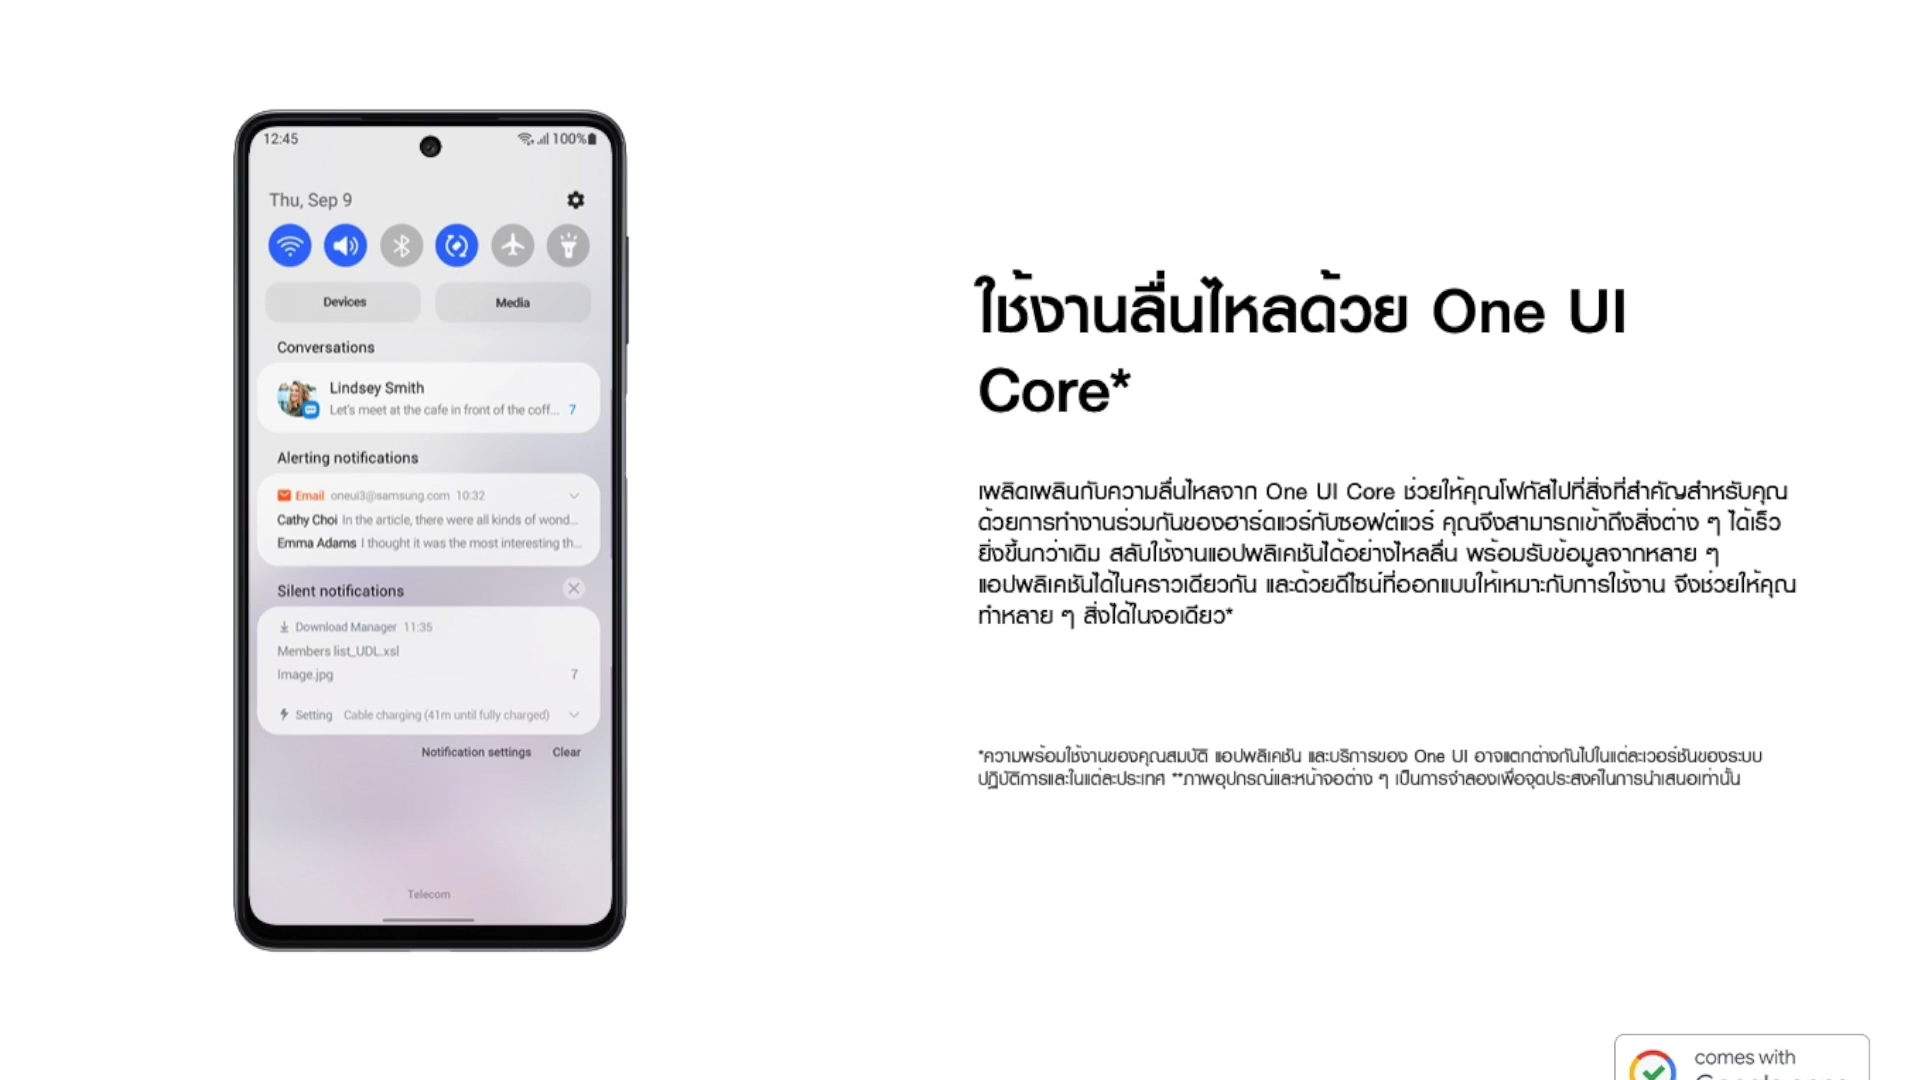 12:45
100%
Thu, Sep 9
Devices
Media
Conversations
Lindsey Smith
Let's meet at the cafe in front of the coff... 7
Alerting notifications
Email oneui3@samsung.com 10:32
Cathy Choi In the article, there were all kinds of wond...
Emma Adams I thought it was the most interesting th...
Silent notifications
Download Manager 11:35
Members list_UDL.xsl
Image.jpg 7
Setting Cable charging (41m until fully charged)
Notification settings Clear
Telecom
ใช้งานลื่นไหลด้วย One UI
Core*
เพลิดเพลินกับความลื่นไหลจาก One UI Core ช่วยให้คุณโฟกัสไปที่สิ่งที่สำคัญสำหรับคุณ
ด้วยการทำงานร่วมกันของฮาร์ดแวร์กับซอฟต์แวร์ คุณจึงสามารถเข้าถึงสิ่งต่าง ๆ ได้เร็ว
ยิ่งขึ้นกว่าเดิม สลับใช้งานแอปพลิเคชันได้อย่างไหลลื่น พร้อมรับข้อมูลจากหลาย ๆ
แอปพลิเคชันได้ในคราวเดียวกัน และด้วยดีไซน์ที่ออกแบบให้เหมาะกับการใช้งาน จึงช่วยให้คุณ
ทำหลาย ๆ สิ่งได้ในจอเดียว*
*ความพร้อมใช้งานของคุณสมบัติ แอปพลิเคชัน และบริการของ One UI อาจแตกต่างกันไปในแต่ละเวอร์ชันของระบบ
ปฏิบัติการและในแต่ละประเทศ **ภาพอุปกรณ์และหน้าจอต่าง ๆ เป็นการจำลองเพื่อจุดประสงค์ในการนำเสนอเท่านั้น
comes with